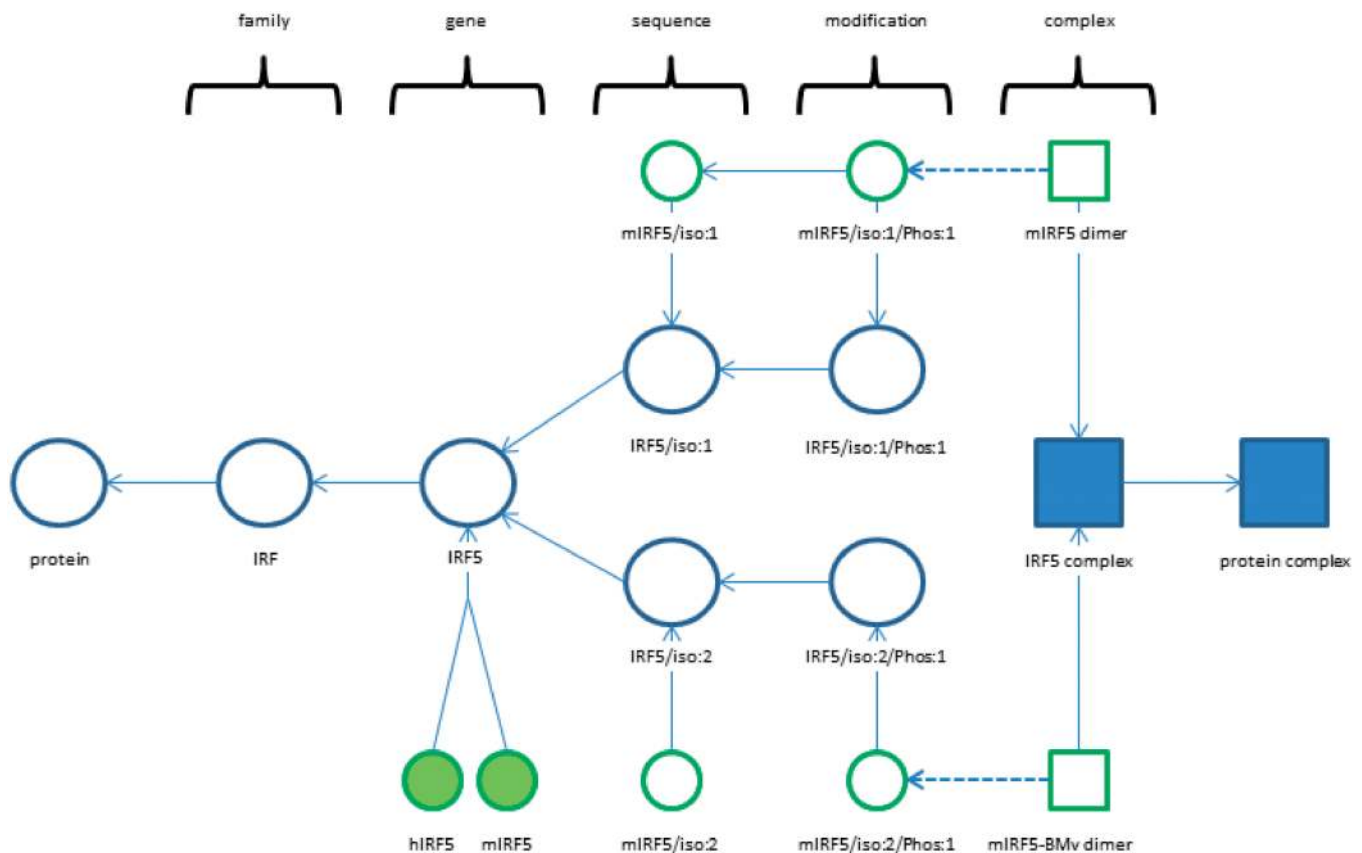 family gene sequence modification complex
mIRF5/iso:1 mIRF5/iso:1/Phos:1 mIRF5 dimer
IRF5/iso:1 IRF5/iso:1/Phos:1
protein IRF IRF5 IRF5 complex protein complex
IRF5/iso:2 IRF5/iso:2/Phos:1
hIRF5 mIRF5 mIRF5/iso:2 mIRF5/iso:2/Phos:1 mIRF5-BMv dimer